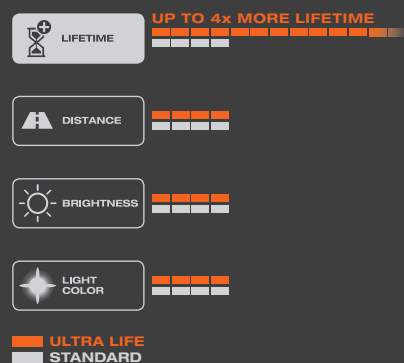 UP TO 4x MORE LIFETIME
LIFETIME
DISTANCE
BRIGHTNESS
LIGHT
COLOR
ULTRA LIFE
STANDARD